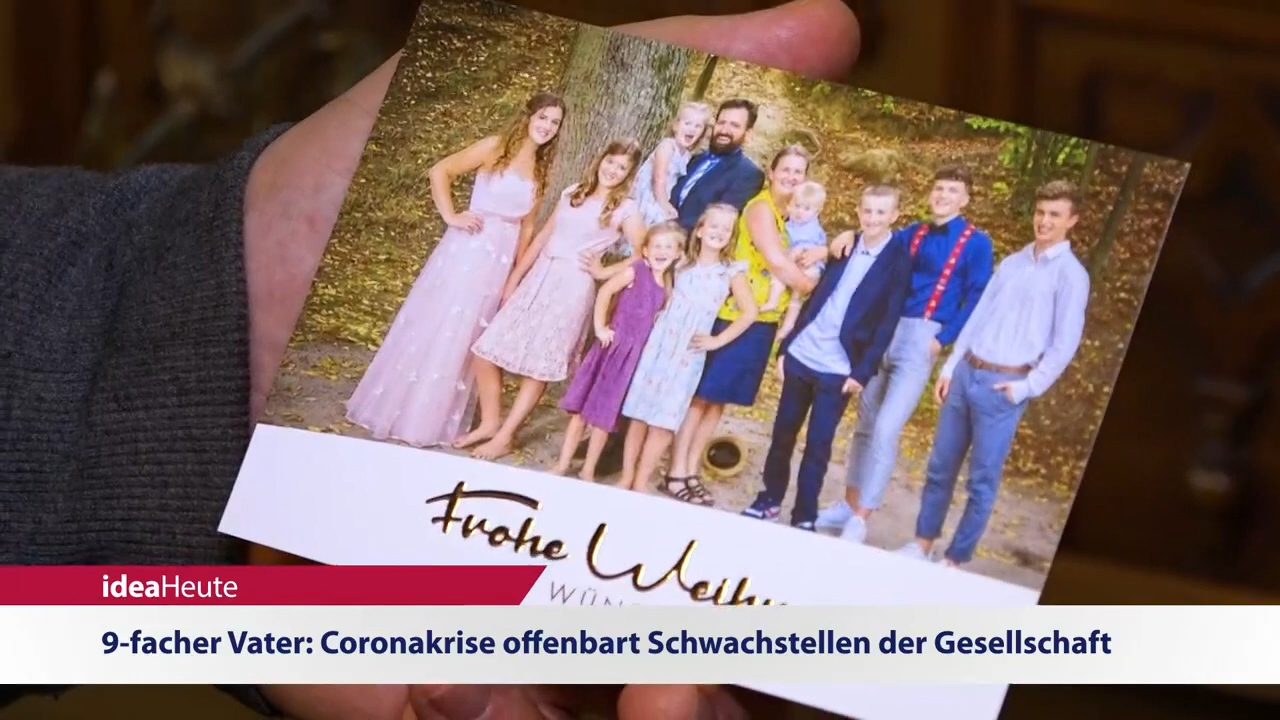 Frohe
ideaHeute
9-facher Vater: Coronakrise offenbart Schwachstellen der Gesellschaft